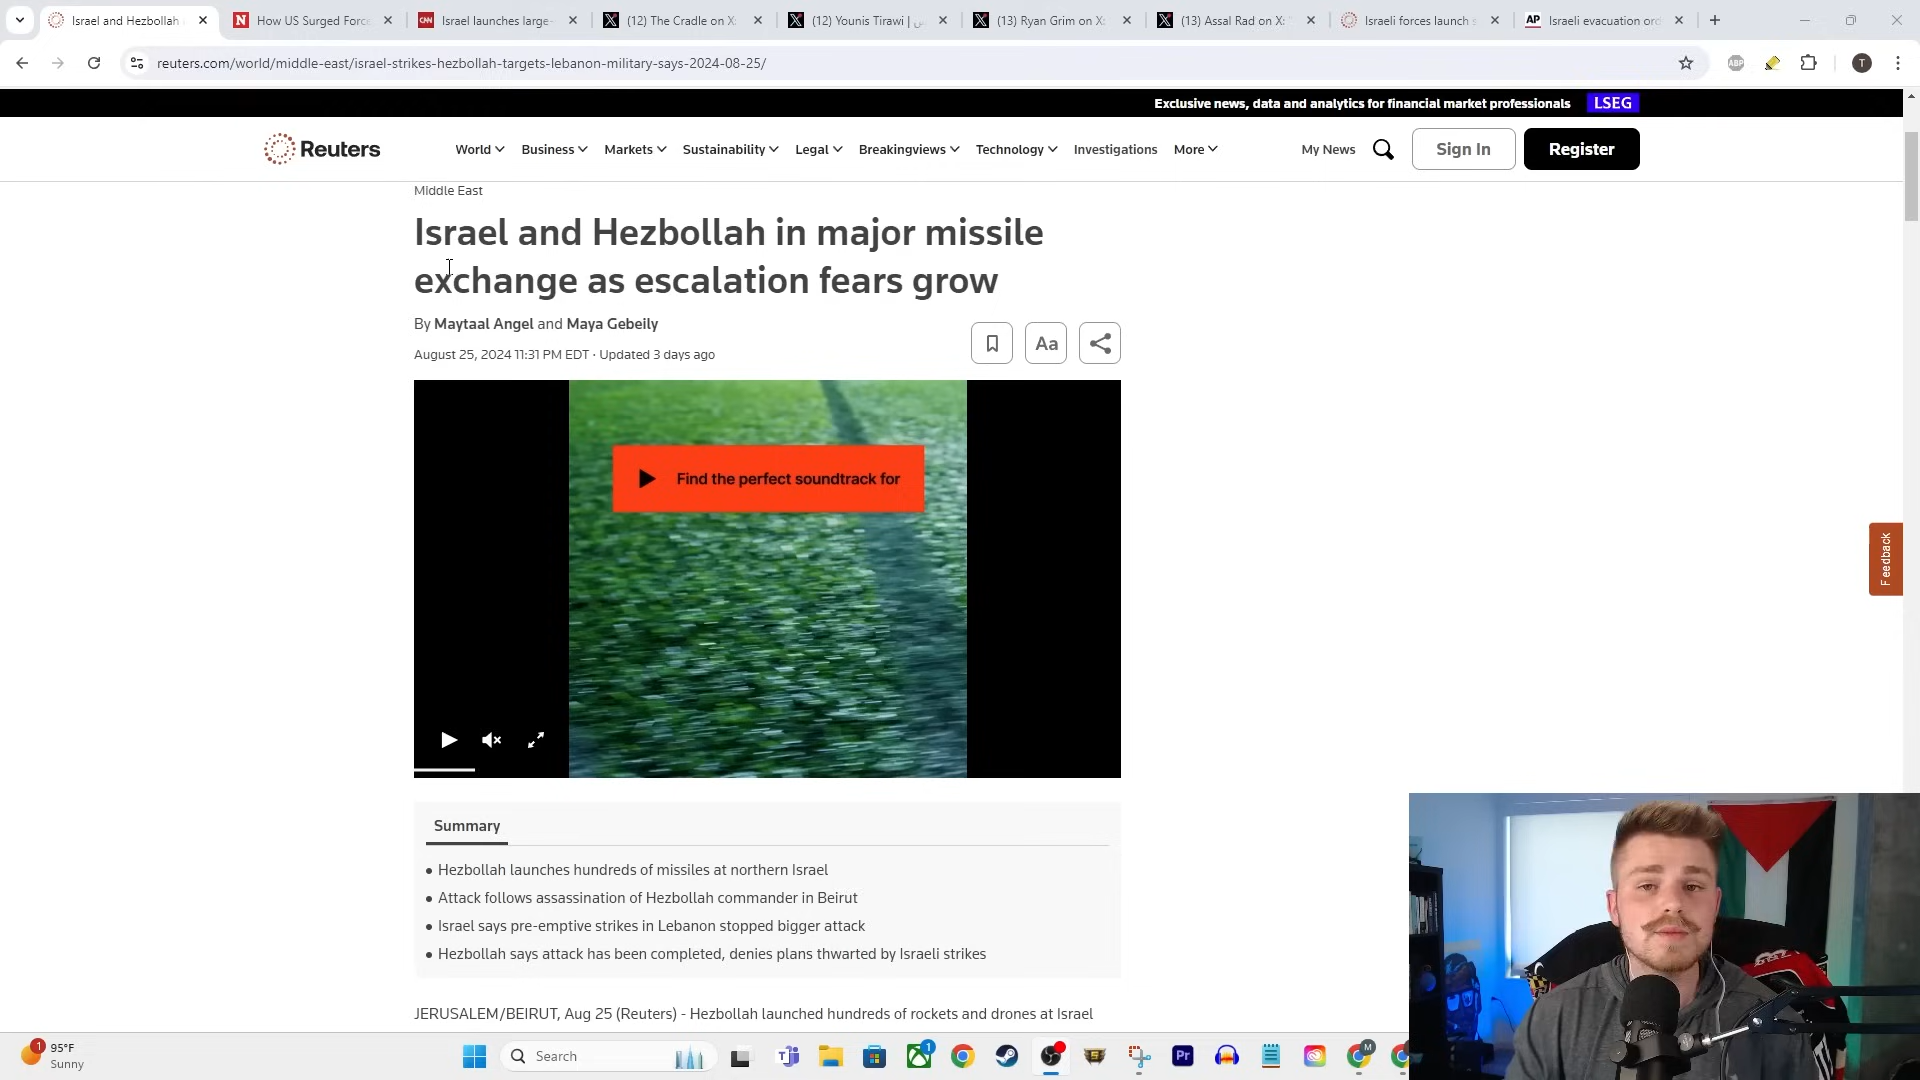 Israel and Hezbollah
How US Surged Force
CNN
Israel launches large-
(12) The Cradle on X:
(12) Younis Tirawi |
(13) Ryan Grim on X:
(13) Assal Rad on X:
Israeli forces launch s
AP
Israeli evacuation ord
reuters.com/world/middle-east/israel-strikes-hezbollah-targets-lebanon-military-says-2024-08-25/
ABP
T
Exclusive news, data and analytics for financial market professionals LSEG
Reuters
World
Business
Markets
Sustainability
Legal
Breakingviews
Technology
Investigations
More
My News
Sign In
Register
Middle East
Israel and Hezbollah in major missile
exchange as escalation fears grow
By Maytaal Angel and Maya Gebeily
August 25, 2024 11:31 PM EDT · Updated 3 days ago
Aa
Find the perfect soundtrack for
Feedback
Summary
• Hezbollah launches hundreds of missiles at northern Israel
• Attack follows assassination of Hezbollah commander in Beirut
• Israel says pre-emptive strikes in Lebanon stopped bigger attack
• Hezbollah says attack has been completed, denies plans thwarted by Israeli strikes
JERUSALEM/BEIRUT, Aug 25 (Reuters) - Hezbollah launched hundreds of rockets and drones at Israel
1
95°F
Sunny
Search
1
Pr
M